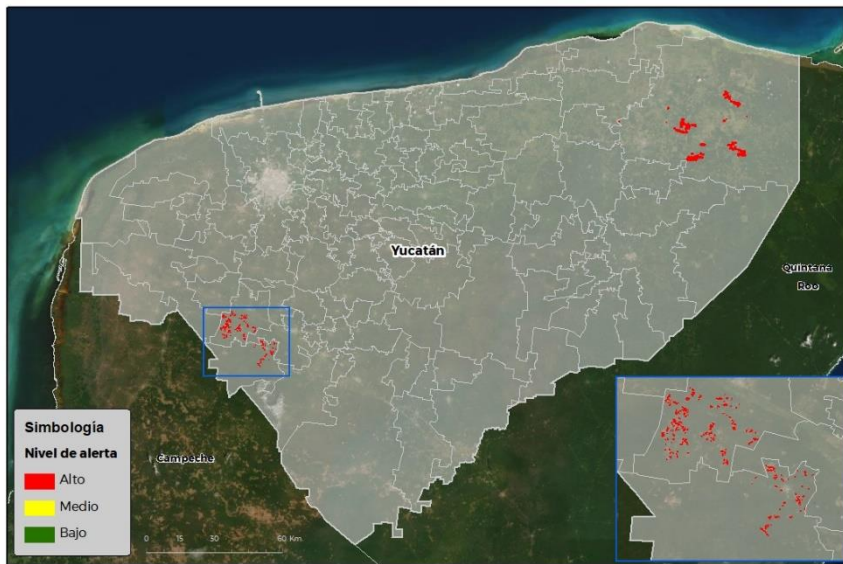 Yucatán
Quintana
Roo
Campeche
Simbología
Nivel de alerta
Alto
Medio
Bajo
0 15 30 60 Km